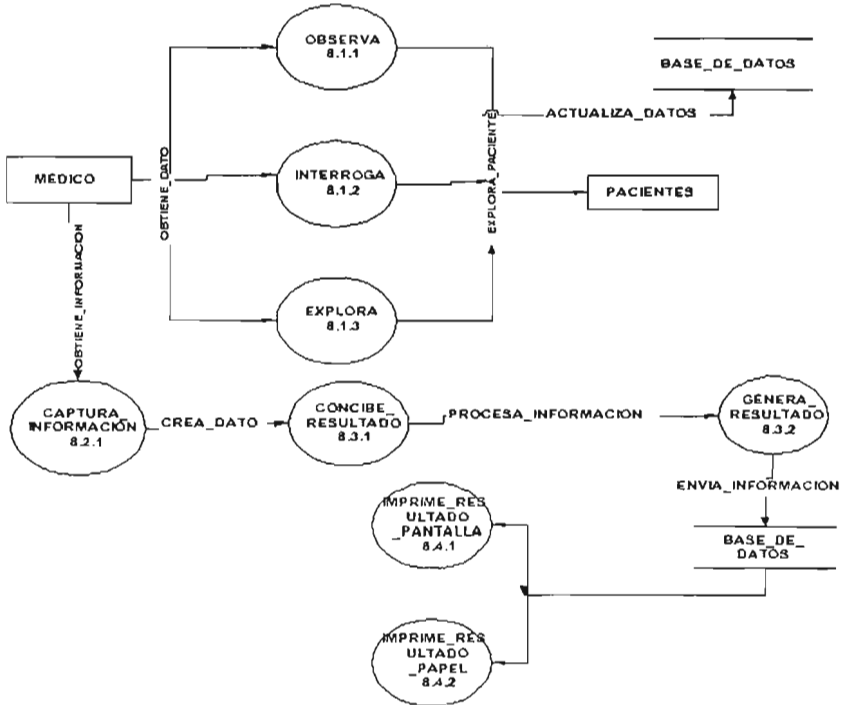 OBSERVA
8.1.1
BASE_DE_DATOS
ACTUALIZA_DATOS
MEDICO
OBTIENE_DATO
INTERROGA
8.1.2
EXPLORA_PACIENTE
PACIENTES
OBTIENE_INFORMACION
EXPLORA
8.1.3
CAPTURA_
INFORMACIÓN
8.2.1
CREA_DATO
CONCIBE_
RESULTADO
8.3.1
PROCESA_INFORMACION
GENERA_
RESULTADO
8.3.2
ENVIA_INFORMACION
IMPRIME_RES
ULTADO
_PANTALLA
8.4.1
BASE_DE_
DATOS
IMPRIME_RES
ULTADO
_PAPEL
8.4.2